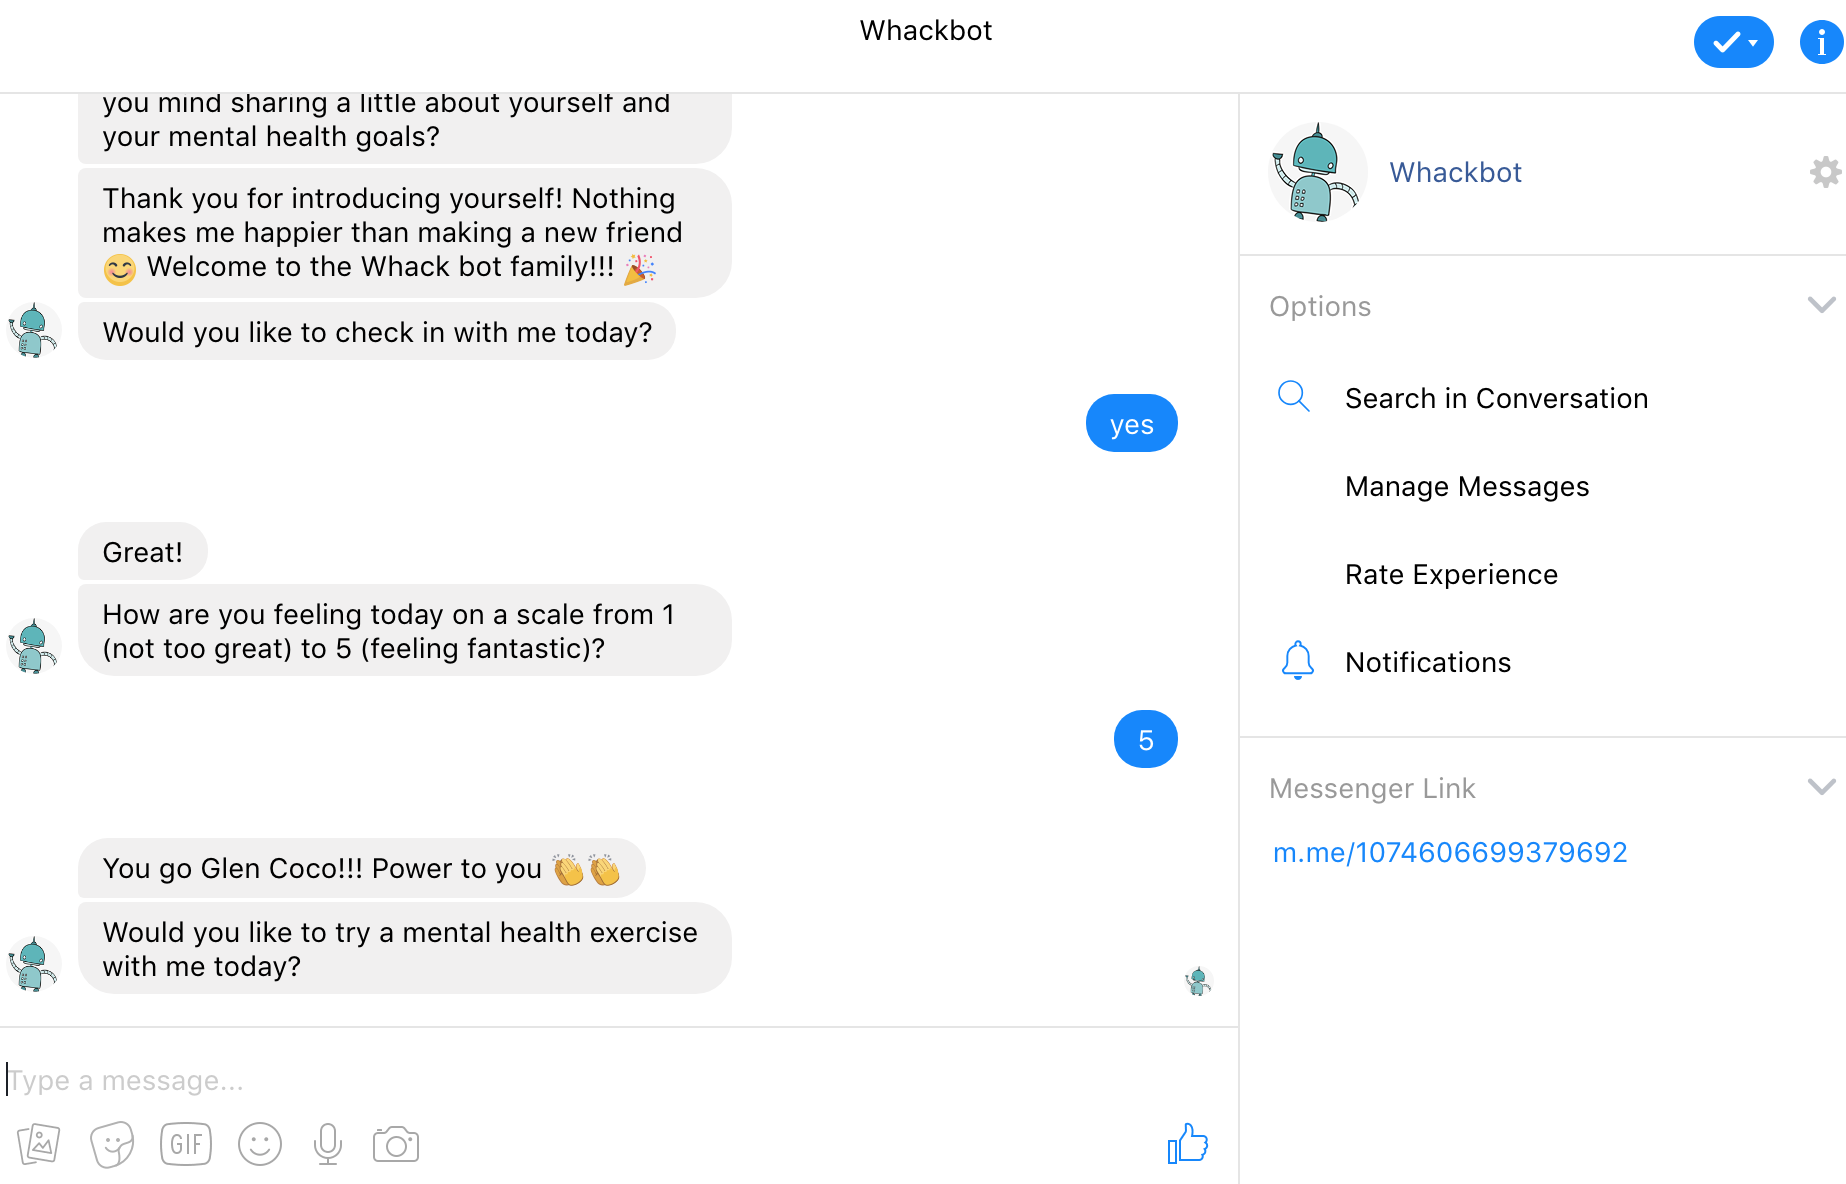 Whackbot
you mind sharing a little about yourself and
your mental health goals?
Thank you for introducing yourself! Nothing
makes me happier than making a new friend
😊 Welcome to the Whack bot family!!! 🎉
Would you like to check in with me today?
yes
Great!
How are you feeling today on a scale from 1
(not too great) to 5 (feeling fantastic)?
5
You go Glen Coco!!! Power to you 👏👏
Would you like to try a mental health exercise
with me today?
Type a message...
GIF
Whackbot
Options
Search in Conversation
Manage Messages
Rate Experience
Notifications
Messenger Link
m.me/1074606699379692